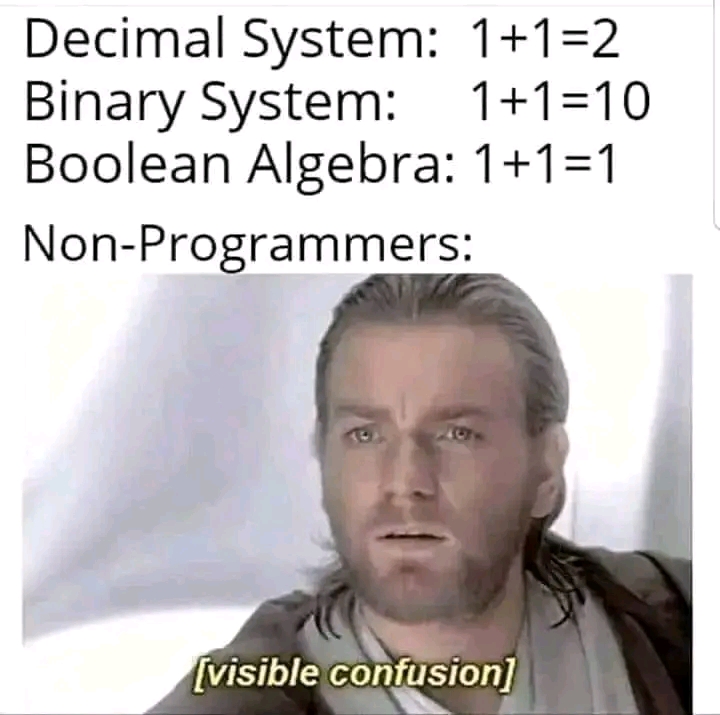 Decimal System: 1+1=2
Binary System: 1+1=10
Boolean Algebra: 1+1=1
Non-Programmers:
[visible confusion]